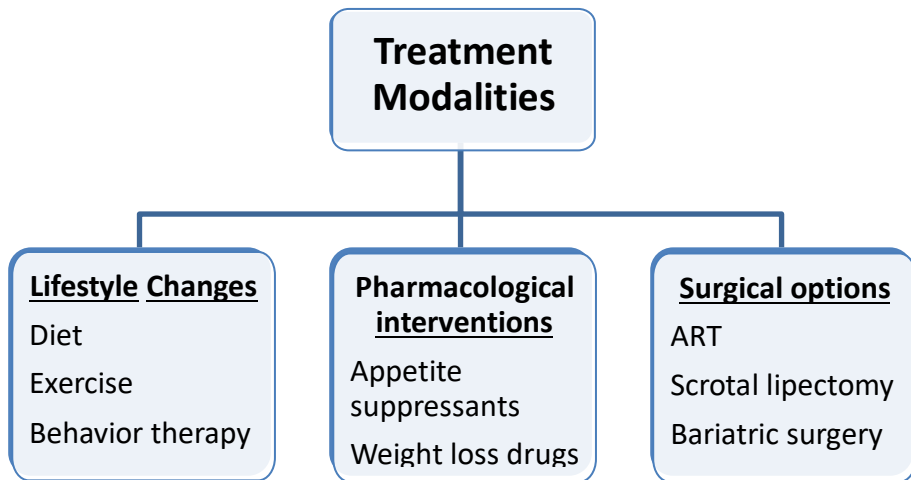 Treatment
Modalities
Lifestyle Changes
Diet
Exercise
Behavior therapy
Pharmacological
interventions
Appetite
suppressants
Weight loss drugs
Surgical options
ART
Scrotal lipectomy
Bariatric surgery